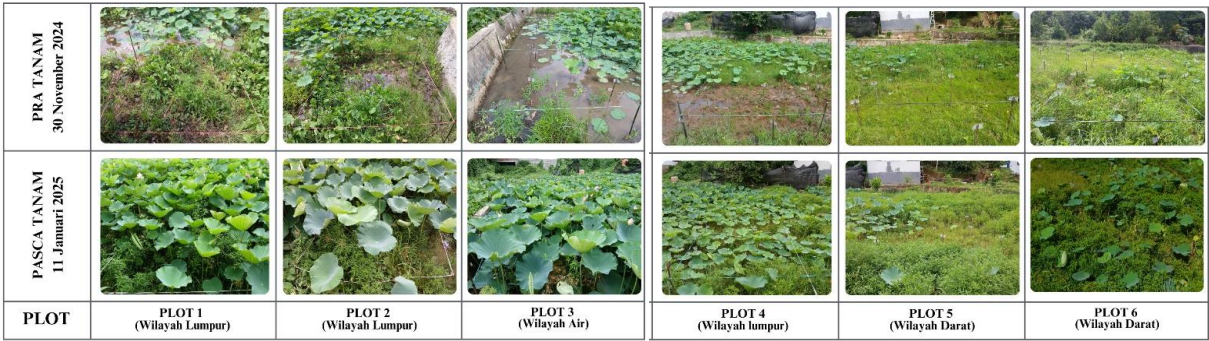 PRA TANAM
30 November 2024
PASCA TANAM
11 Januari 2025
PLOT
PLOT 1
(Wilayah Lumpur)
PLOT 2
(Wilayah Lumpur)
PLOT 3
(Wilayah Air)
PLOT 4
(Wilayah lumpur)
PLOT 5
(Wilayah Darat)
PLOT 6
(Wilayah Darat)